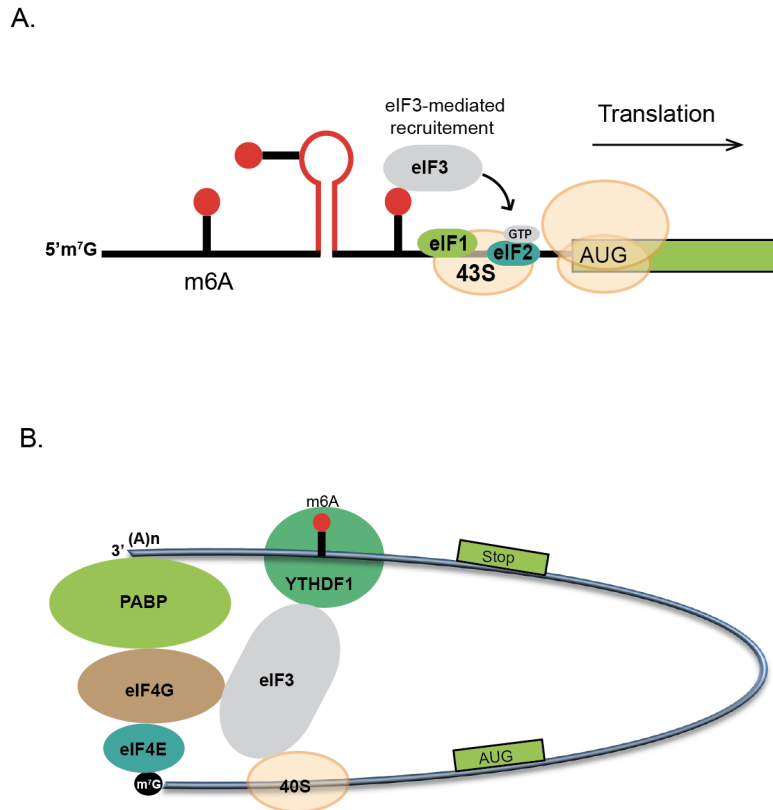 A.
eIF3-mediated
recruitement
Translation
eIF3
GTP
eIF1
eIF2
5'm⁷G
AUG
43S
m6A
B.
m6A
(A)n
3'
Stop
YTHDF1
PABP
eIF3
eIF4G
eIF4E
AUG
m⁷G
40S